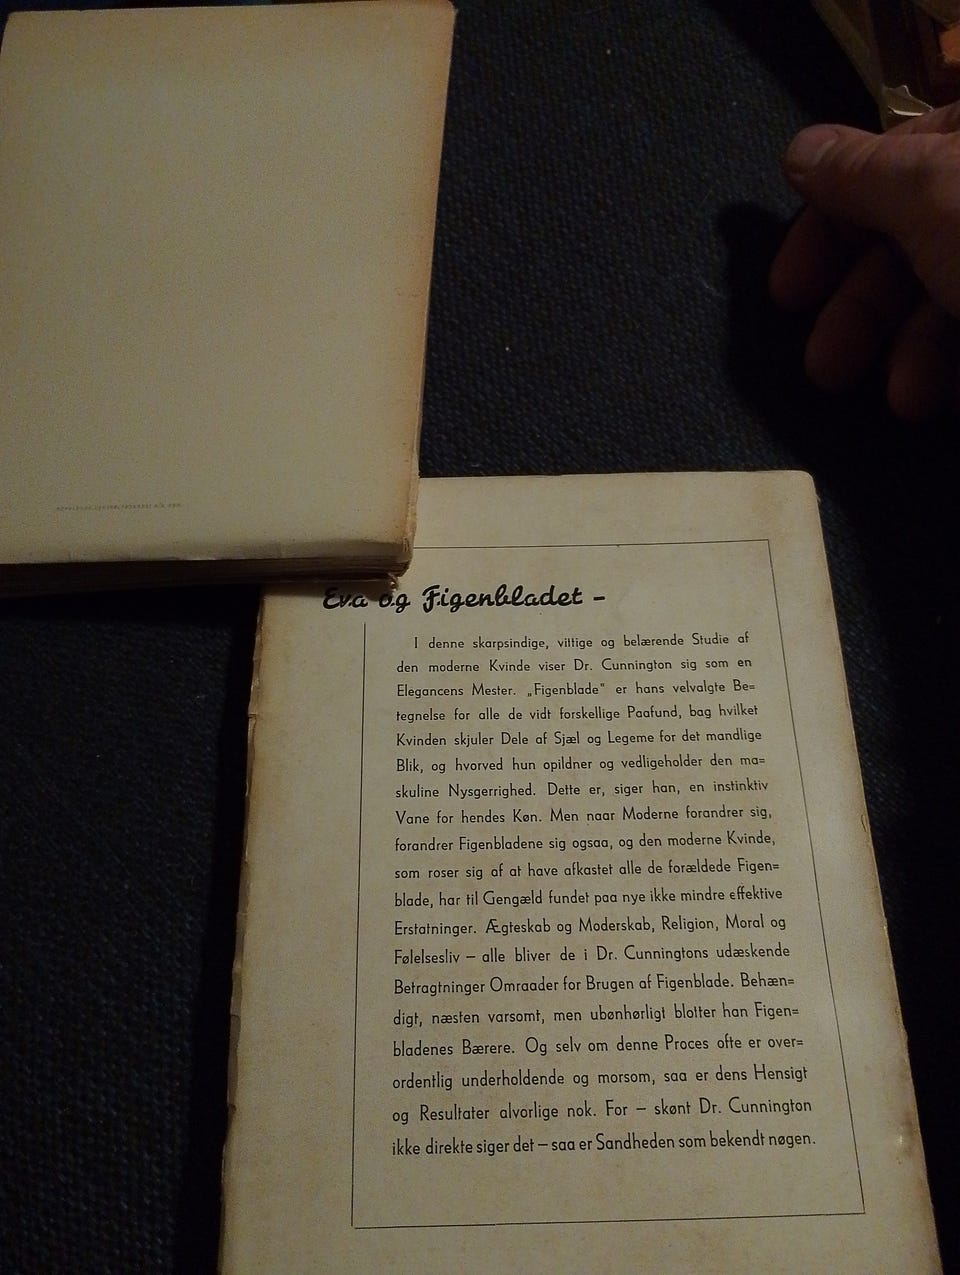 Eva og Figenbladet –
I denne skarpsindige, vittige og belærende Studie af
den moderne Kvinde viser Dr. Cunnington sig som en
Elegancens Mester. „Figenblade“ er hans velvalgte Be=
tegnelse for alle de vidt forskellige Paafund, bag hvilket
Kvinden skjuler Dele af Sjæl og Legeme for det mandlige
Blik, og hvorved hun opildner og vedligeholder den ma=
skuline Nysgerrighed. Dette er, siger han, en instinktiv
Vane for hendes Køn. Men naar Moderne forandrer sig,
forandrer Figenbladene sig ogsaa, og den moderne Kvinde,
som roser sig af at have afkastet alle de forældede Figen=
blade, har til Gengæld fundet paa nye ikke mindre effektive
Erstatninger. Ægteskab og Moderskab, Religion, Moral og
Følelsesliv – alle bliver de i Dr. Cunningtons udæskende
Betragtninger Omraader for Brugen af Figenblade. Behæn=
digt, næsten varsomt, men ubønhørligt blotter han Figen=
bladenes Bærere. Og selv om denne Proces ofte er over=
ordentlig underholdende og morsom, saa er dens Hensigt
og Resultater alvorlige nok. For – skønt Dr. Cunnington
ikke direkte siger det – saa er Sandheden som bekendt nøgen.